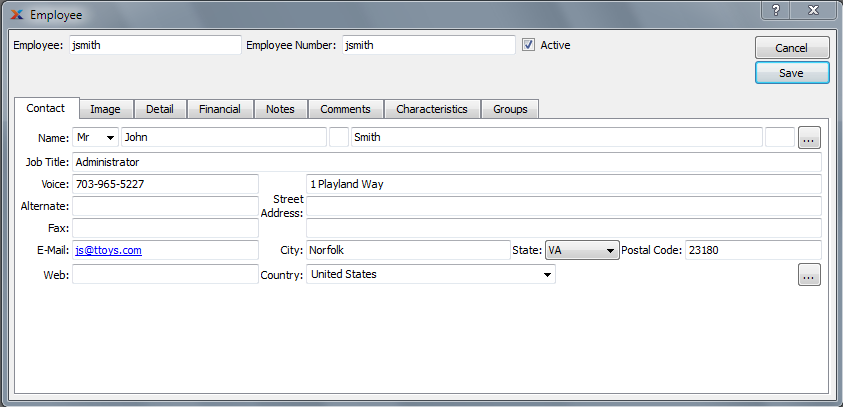 Employee
Employee: jsmith Employee Number: jsmith Active
Cancel
Save
Contact Image Detail Financial Notes Comments Characteristics Groups
Name: Mr John Smith ...
Job Title: Administrator
Voice: 703-965-5227 1 Playland Way
Alternate: Street Address:
Fax:
E-Mail: js@ttoys.com City: Norfolk State: VA Postal Code: 23180
Web: Country: United States ...